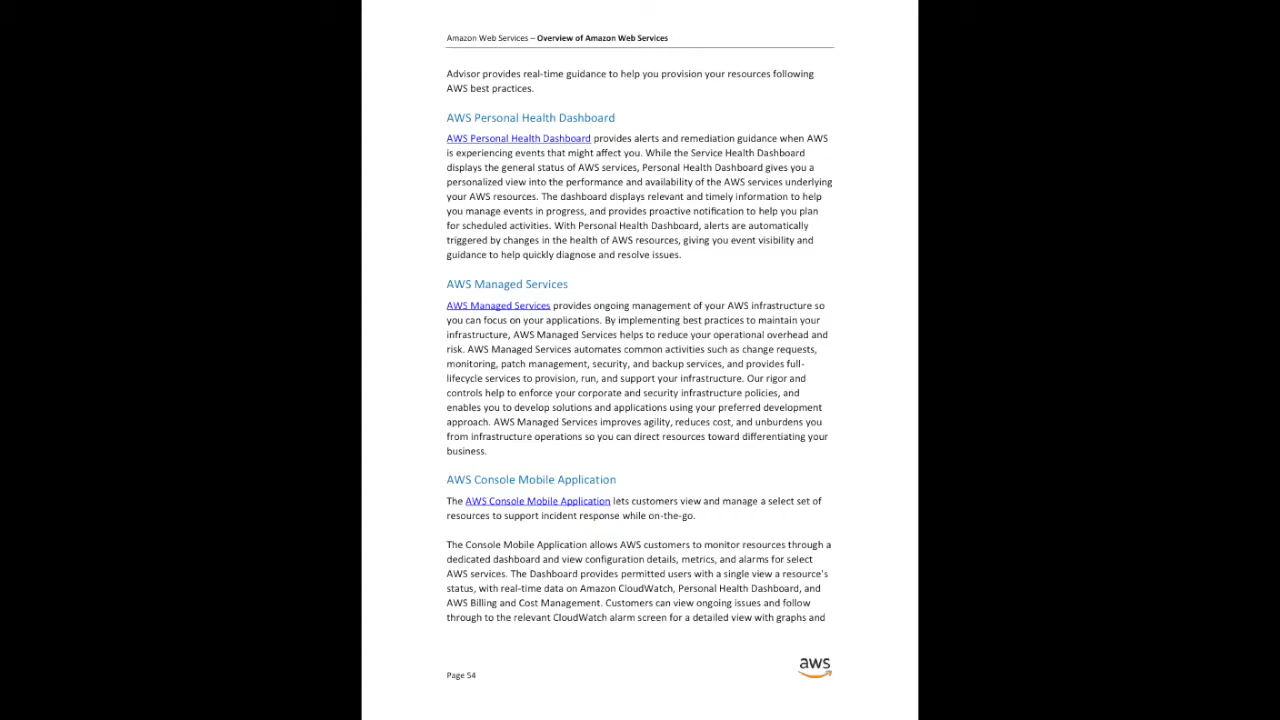 Amazon Web Services – Overview of Amazon Web Services
Advisor provides real-time guidance to help you provision your resources following
AWS best practices.
AWS Personal Health Dashboard
AWS Personal Health Dashboard provides alerts and remediation guidance when AWS
is experiencing events that might affect you. While the Service Health Dashboard
displays the general status of AWS services, Personal Health Dashboard gives you a
personalized view into the performance and availability of the AWS services underlying
your AWS resources. The dashboard displays relevant and timely information to help
you manage events in progress, and provides proactive notification to help you plan
for scheduled activities. With Personal Health Dashboard, alerts are automatically
triggered by changes in the health of AWS resources, giving you event visibility and
guidance to help quickly diagnose and resolve issues.
AWS Managed Services
AWS Managed Services provides ongoing management of your AWS infrastructure so
you can focus on your applications. By implementing best practices to maintain your
infrastructure, AWS Managed Services helps to reduce your operational overhead and
risk. AWS Managed Services automates common activities such as change requests,
monitoring, patch management, security, and backup services, and provides full-
lifecycle services to provision, run, and support your infrastructure. Our rigor and
controls help to enforce your corporate and security infrastructure policies, and
enables you to develop solutions and applications using your preferred development
approach. AWS Managed Services improves agility, reduces cost, and unburdens you
from infrastructure operations so you can direct resources toward differentiating your
business.
AWS Console Mobile Application
The AWS Console Mobile Application lets customers view and manage a select set of
resources to support incident response while on-the-go.
The Console Mobile Application allows AWS customers to monitor resources through a
dedicated dashboard and view configuration details, metrics, and alarms for select
AWS services. The Dashboard provides permitted users with a single view a resource's
status, with real-time data on Amazon CloudWatch, Personal Health Dashboard, and
AWS Billing and Cost Management. Customers can view ongoing issues and follow
through to the relevant CloudWatch alarm screen for a detailed view with graphs and
Page 54
aws